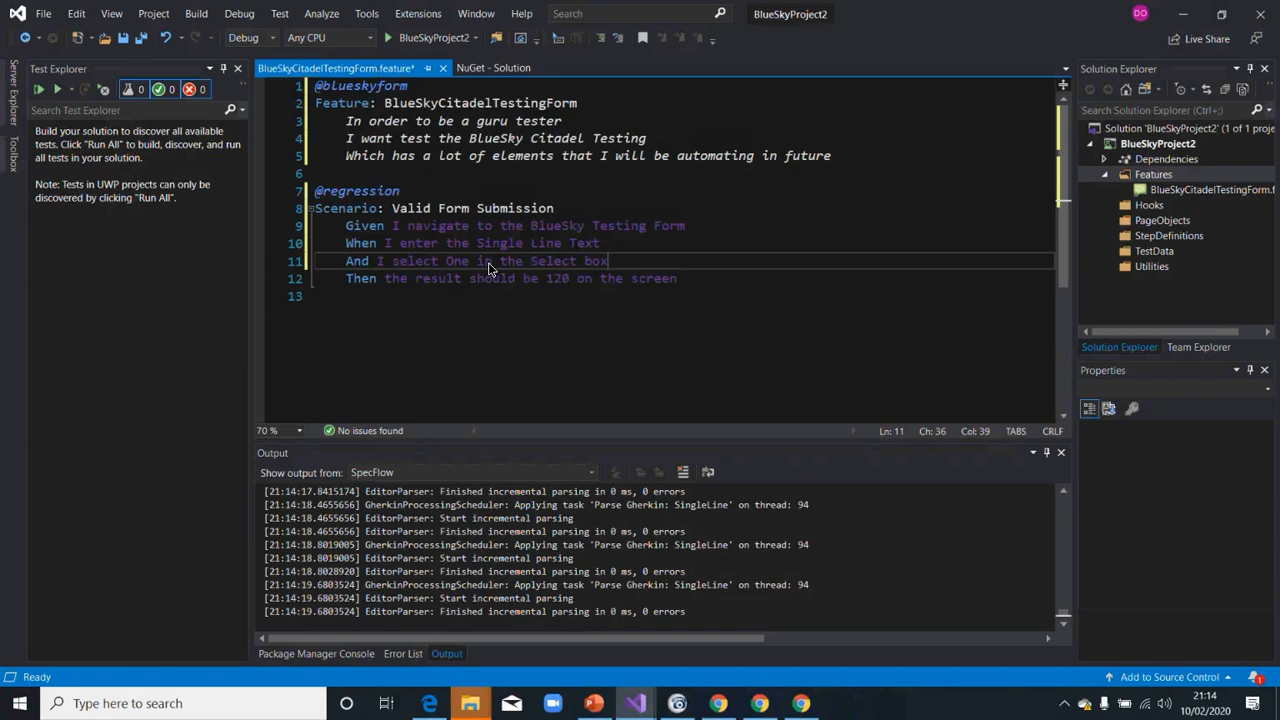 File Edit View Project Build Debug Test Analyze Tools Extensions Window Help Search BlueSkyProject2 DO
Debug Any CPU BlueSkyProject2 Live Share
Server Explorer
Toolbox
Test Explorer
0 0 0
Search Test Explorer
Build your solution to discover all available
tests. Click "Run All" to build, discover, and run
all tests in your solution.
Note: Tests in UWP projects can only be
discovered by clicking "Run All".
BlueSkyCitadelTestingForm.feature* NuGet - Solution
1 @blueskyform
2 Feature: BlueSkyCitadelTestingForm
3 In order to be a guru tester
4 I want test the BlueSky Citadel Testing
5 Which has a lot of elements that I will be automating in future
6
7 @regression
8 Scenario: Valid Form Submission
9 Given I navigate to the BlueSky Testing Form
10 When I enter the Single Line Text
11 And I select One in the Select box
12 Then the result should be 120 on the screen
13
70 % No issues found Ln: 11 Ch: 36 Col: 39 TABS CRLF
Output
Show output from: SpecFlow
[21:14:17.8415174] EditorParser: Finished incremental parsing in 0 ms, 0 errors
[21:14:18.4655656] GherkinProcessingScheduler: Applying task 'Parse Gherkin: SingleLine' on thread: 94
[21:14:18.4655656] EditorParser: Start incremental parsing
[21:14:18.4655656] EditorParser: Finished incremental parsing in 0 ms, 0 errors
[21:14:18.8019005] GherkinProcessingScheduler: Applying task 'Parse Gherkin: SingleLine' on thread: 94
[21:14:18.8019005] EditorParser: Start incremental parsing
[21:14:18.8028920] EditorParser: Finished incremental parsing in 0 ms, 0 errors
[21:14:19.6803524] GherkinProcessingScheduler: Applying task 'Parse Gherkin: SingleLine' on thread: 94
[21:14:19.6803524] EditorParser: Start incremental parsing
[21:14:19.6803524] EditorParser: Finished incremental parsing in 0 ms, 0 errors
Package Manager Console Error List Output
Solution Explorer
Search Solution Explorer (Ctrl+;)
Solution 'BlueSkyProject2' (1 of 1 proje
BlueSkyProject2
Dependencies
Features
BlueSkyCitadelTestingForm.f
Hooks
PageObjects
StepDefinitions
TestData
Utilities
Solution Explorer Team Explorer
Properties
Ready Add to Source Control 1
Type here to search 21:14
10/02/2020